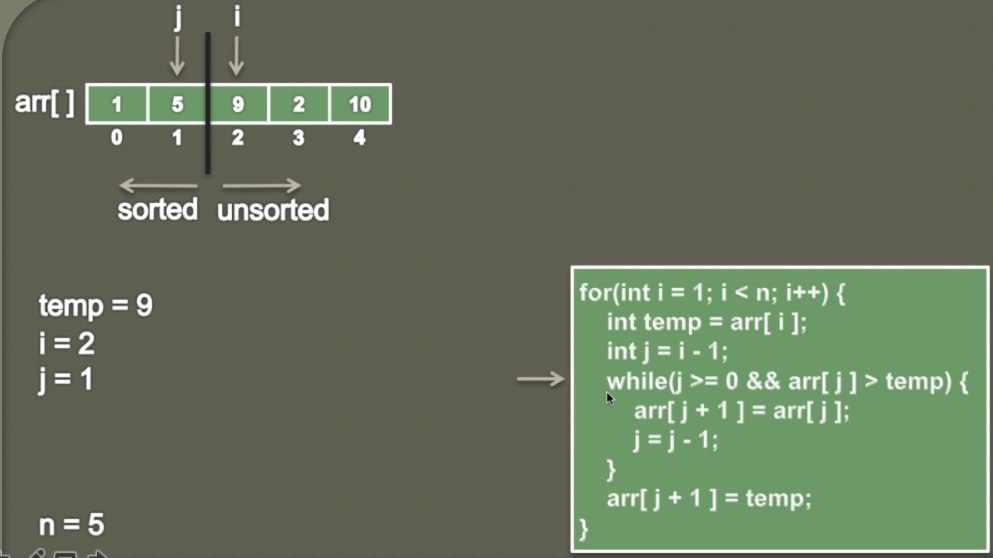 j i
arr[ ] 1 5 9 2 10
0 1 2 3 4
sorted unsorted
temp = 9
i = 2
j = 1
n = 5
for(int i = 1; i < n; i++) {
int temp = arr[ i ];
int j = i - 1;
while(j >= 0 && arr[ j ] > temp) {
arr[ j + 1 ] = arr[ j ];
j = j - 1;
}
arr[ j + 1 ] = temp;
}